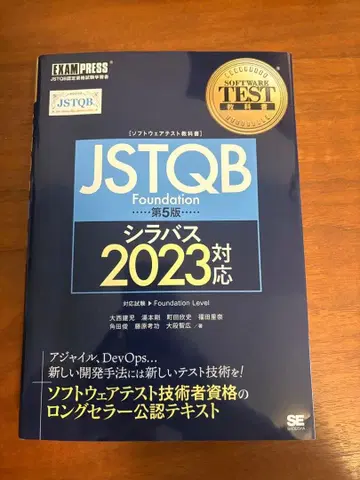 EXAMPRESS
JSTQB認定資格試験学習書
JSTQB
SOFTWARE
TEST
教科書
[ソフトウェアテスト教科書]
JSTQB
Foundation
・・・・・第5版・・・・・
シラバス
2023対応
対応試験▶Foundation Level
大西建児 湯本剛 町田欣史 福田里奈
角田俊 藤原考功 大段智広／著
アジャイル、DevOps…
新しい開発手法には新しいテスト技術を！
ソフトウェアテスト技術者資格の
ロングセラー公認テキスト
SE
SHOEISHA